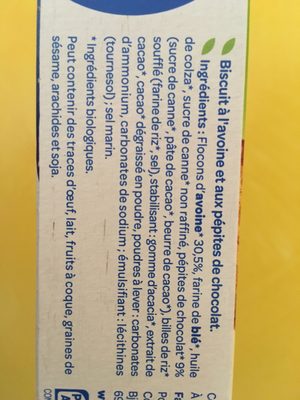 Biscuit à l'avoine et aux pépites de chocolat.
Ingrédients : Flocons d'avoine* 30,5%, farine de blé*, huile
de colza*, sucre de canne* non raffiné, pépites de chocolat* 9%
(sucre de canne*, pâte de cacao*, beurre de cacao*), billes de riz*
soufflé (farine de riz*, sel), stabilisant : gomme d'acacia*, extrait de
cacao*, cacao* dégraissé en poudre, poudres à lever : carbonates
d'ammonium, carbonates de sodium ; émulsifiant : lécithines
(tournesol) ; sel marin.
* Ingrédients biologiques.
Peut contenir des traces d'œuf, lait, fruits à coque, graines de
sésame, arachides et soja.